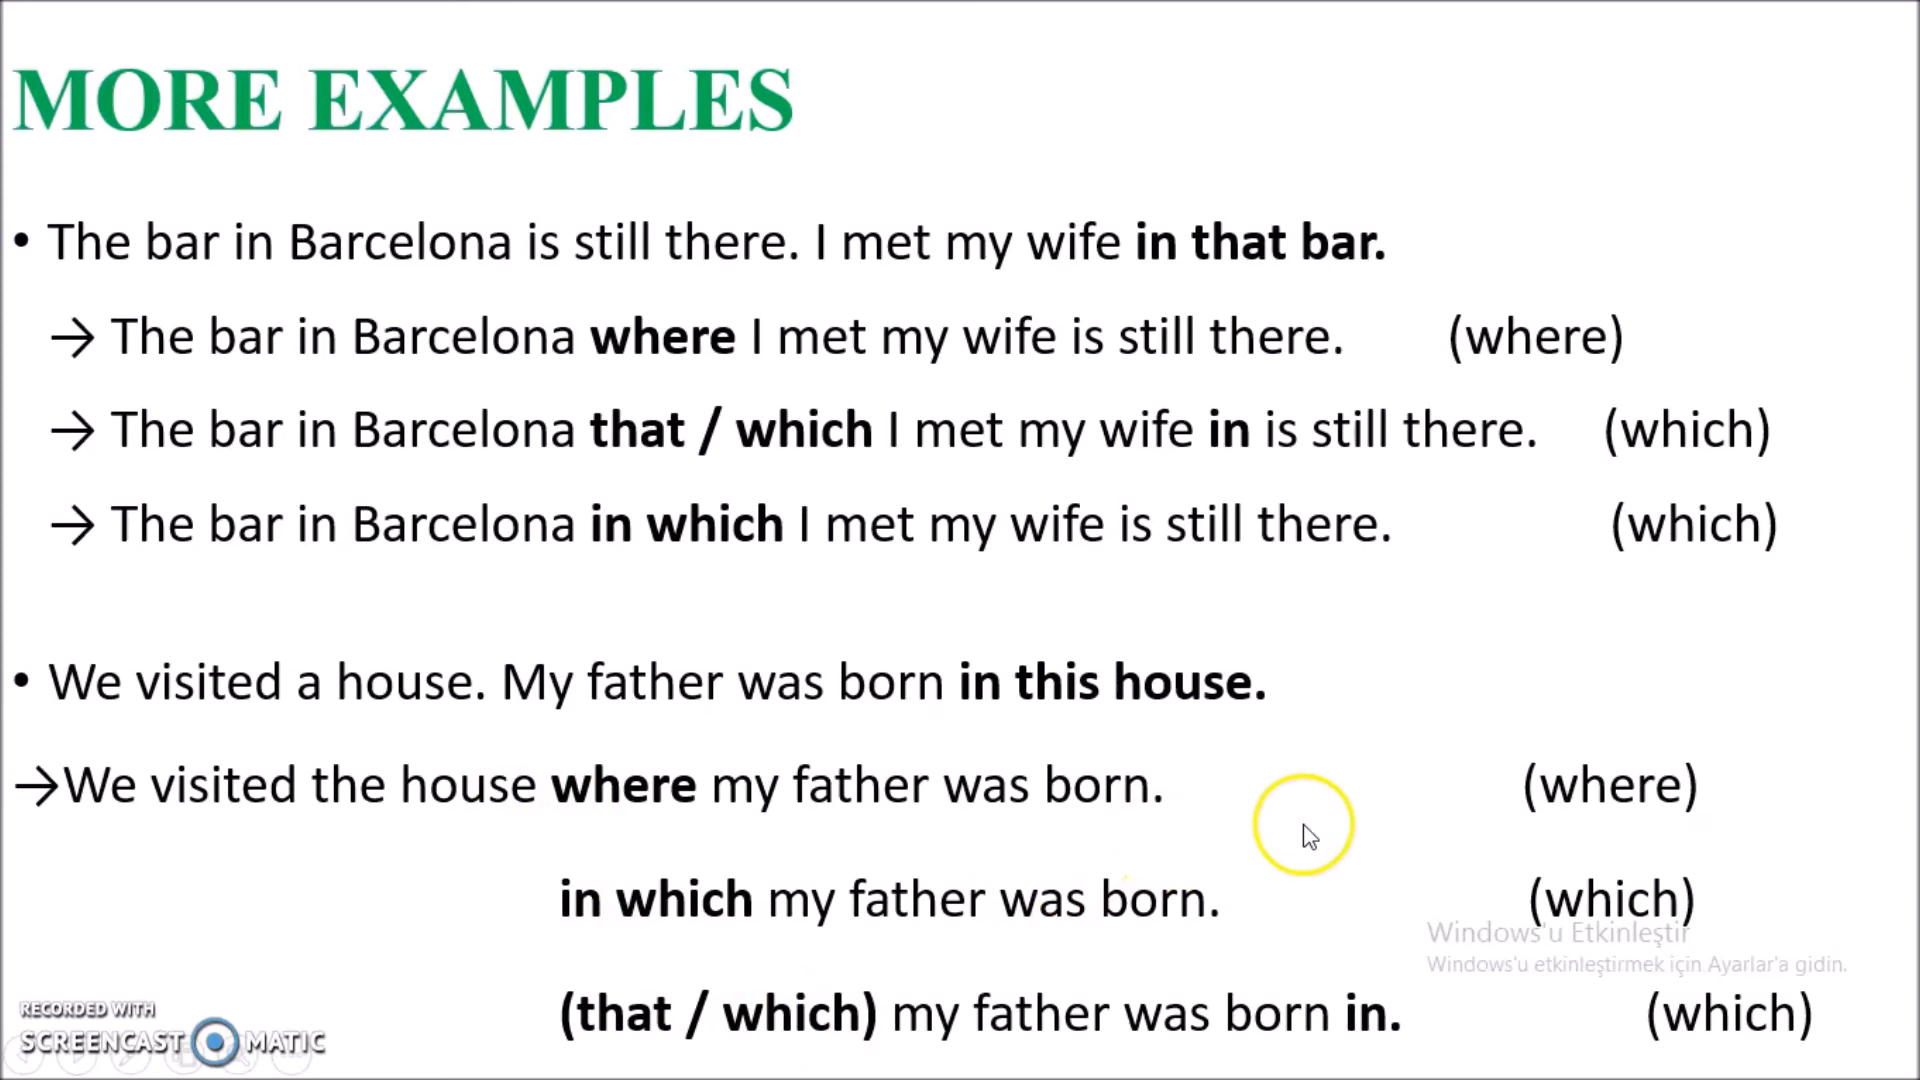 MORE EXAMPLES
• The bar in Barcelona is still there. I met my wife in that bar.
→ The bar in Barcelona where I met my wife is still there. (where)
→ The bar in Barcelona that / which I met my wife in is still there. (which)
→ The bar in Barcelona in which I met my wife is still there. (which)
• We visited a house. My father was born in this house.
→We visited the house where my father was born. (where)
in which my father was born. (which)
Windows'u Etkinleştir
Windows'u etkinleştirmek için Ayarlar'a gidin.
(that / which) my father was born in. (which)
RECORDED WITH
SCREENCAST MATIC